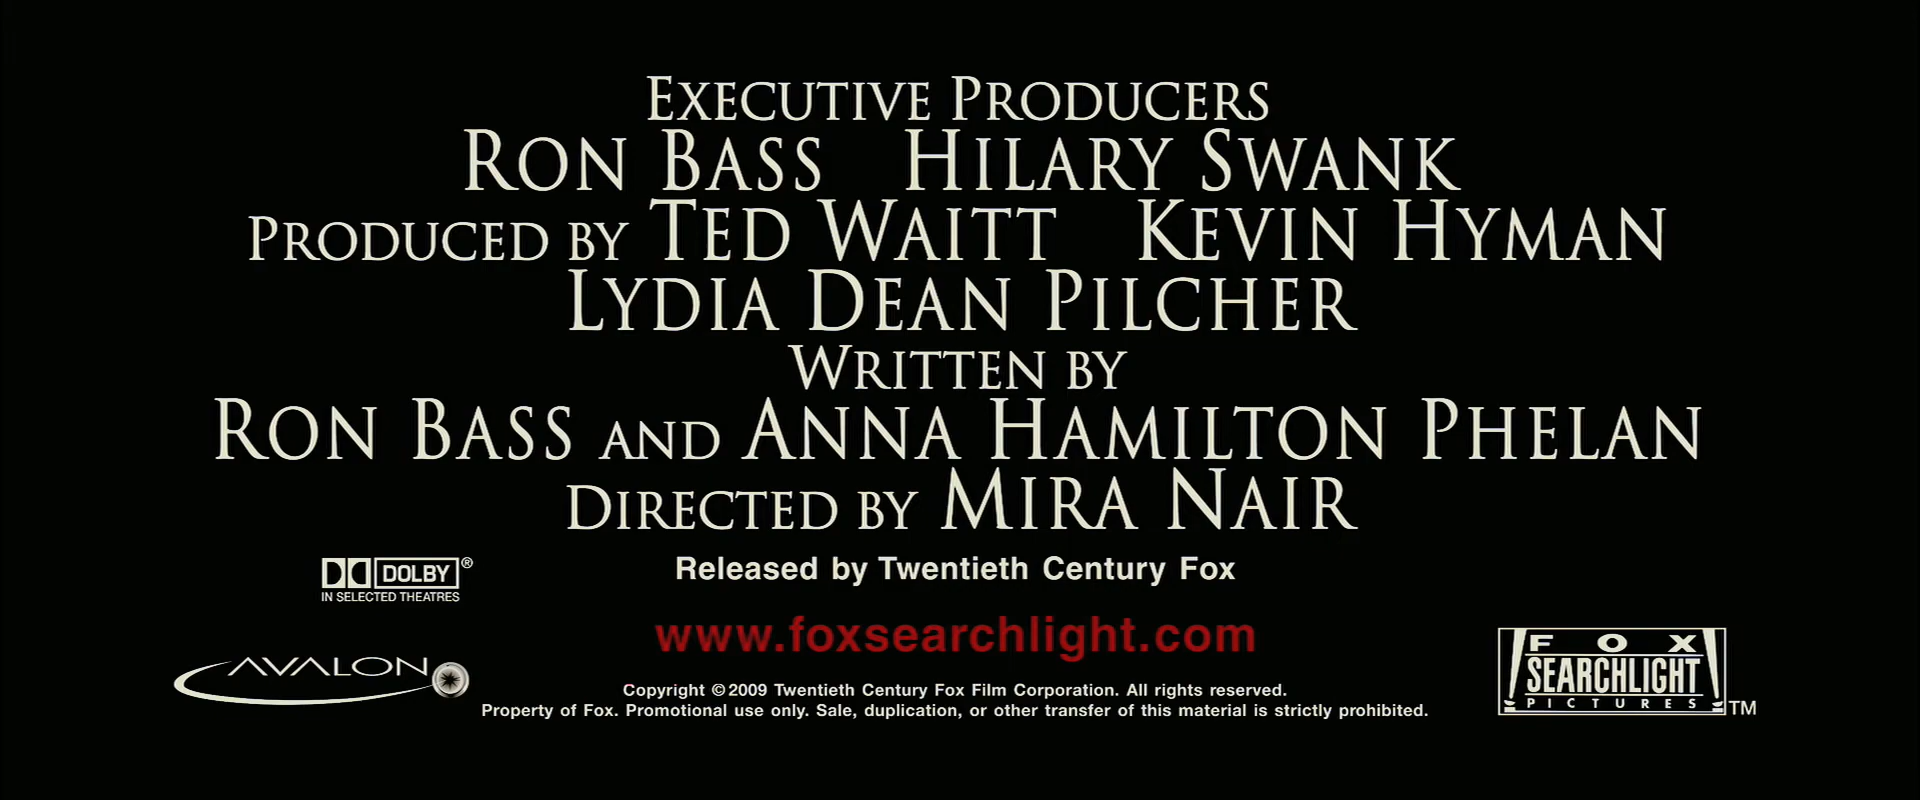 EXECUTIVE PRODUCERS
RON BASS HILARY SWANK
PRODUCED BY TED WAITT KEVIN HYMAN
LYDIA DEAN PILCHER
WRITTEN BY
RON BASS AND ANNA HAMILTON PHELAN
DIRECTED BY MIRA NAIR
DOLBY®
IN SELECTED THEATRES
Released by Twentieth Century Fox
www.foxsearchlight.com
AVALON
Copyright ©2009 Twentieth Century Fox Film Corporation. All rights reserved.
Property of Fox. Promotional use only. Sale, duplication, or other transfer of this material is strictly prohibited.
FOX
SEARCHLIGHT
PICTURES TM